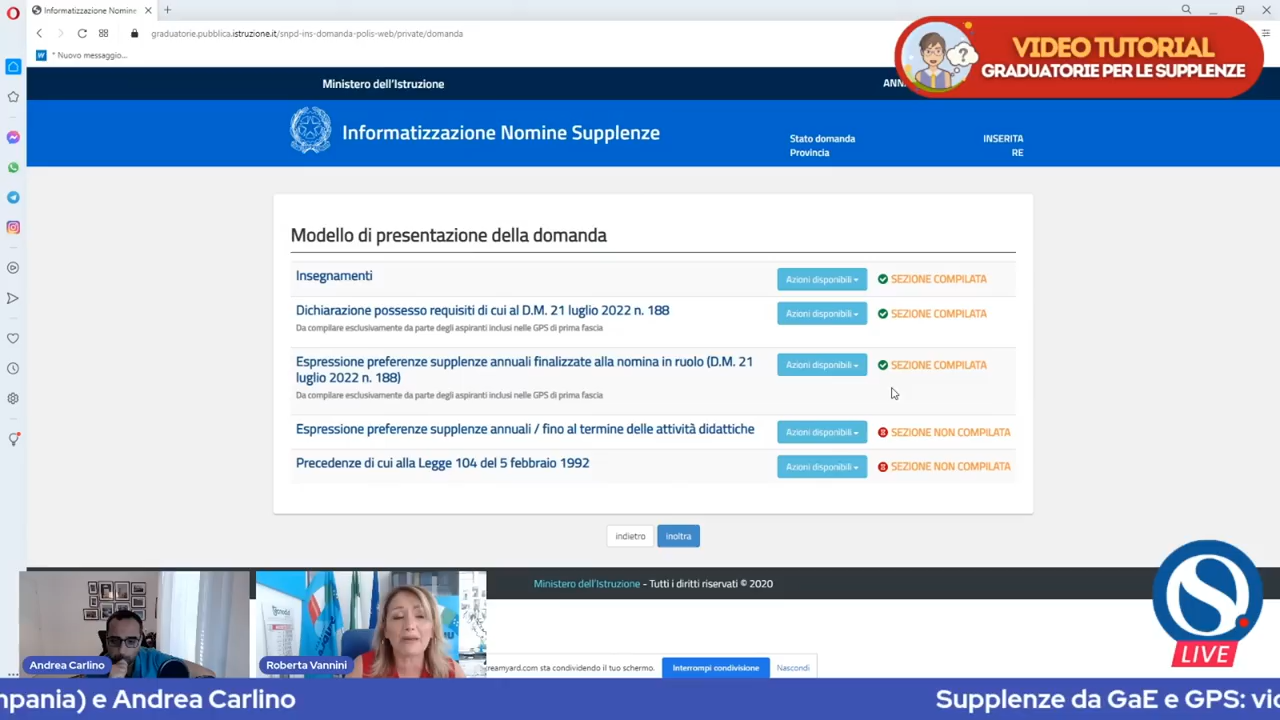 Informatizzazione Nomine
graduatorie.pubblica.istruzione.it/snpd-ins-domanda-polis-web/private/domanda
* Nuovo messaggio...
VIDEO TUTORIAL
GRADUATORIE PER LE SUPPLENZE
Ministero dell'Istruzione
Informatizzazione Nomine Supplenze
Stato domanda INSERITA
Provincia RE
Modello di presentazione della domanda
Insegnamenti Azioni disponibili SEZIONE COMPILATA
Dichiarazione possesso requisiti di cui al D.M. 21 luglio 2022 n. 188 Azioni disponibili SEZIONE COMPILATA
Da compilare esclusivamente da parte degli aspiranti inclusi nelle GPS di prima fascia
Espressione preferenze supplenze annuali finalizzate alla nomina in ruolo (D.M. 21 Azioni disponibili SEZIONE COMPILATA
luglio 2022 n. 188)
Da compilare esclusivamente da parte degli aspiranti inclusi nelle GPS di prima fascia
Espressione preferenze supplenze annuali / fino al termine delle attività didattiche Azioni disponibili SEZIONE NON COMPILATA
Precedenze di cui alla Legge 104 del 5 febbraio 1992 Azioni disponibili SEZIONE NON COMPILATA
indietro inoltra
Ministero dell'Istruzione - Tutti i diritti riservati © 2020
Andrea Carlino
Roberta Vannini
sta condividendo il tuo schermo. Interrompi condivisione Nascondi
S
LIVE
e Andrea Carlino
Supplenze da GaE e GPS: